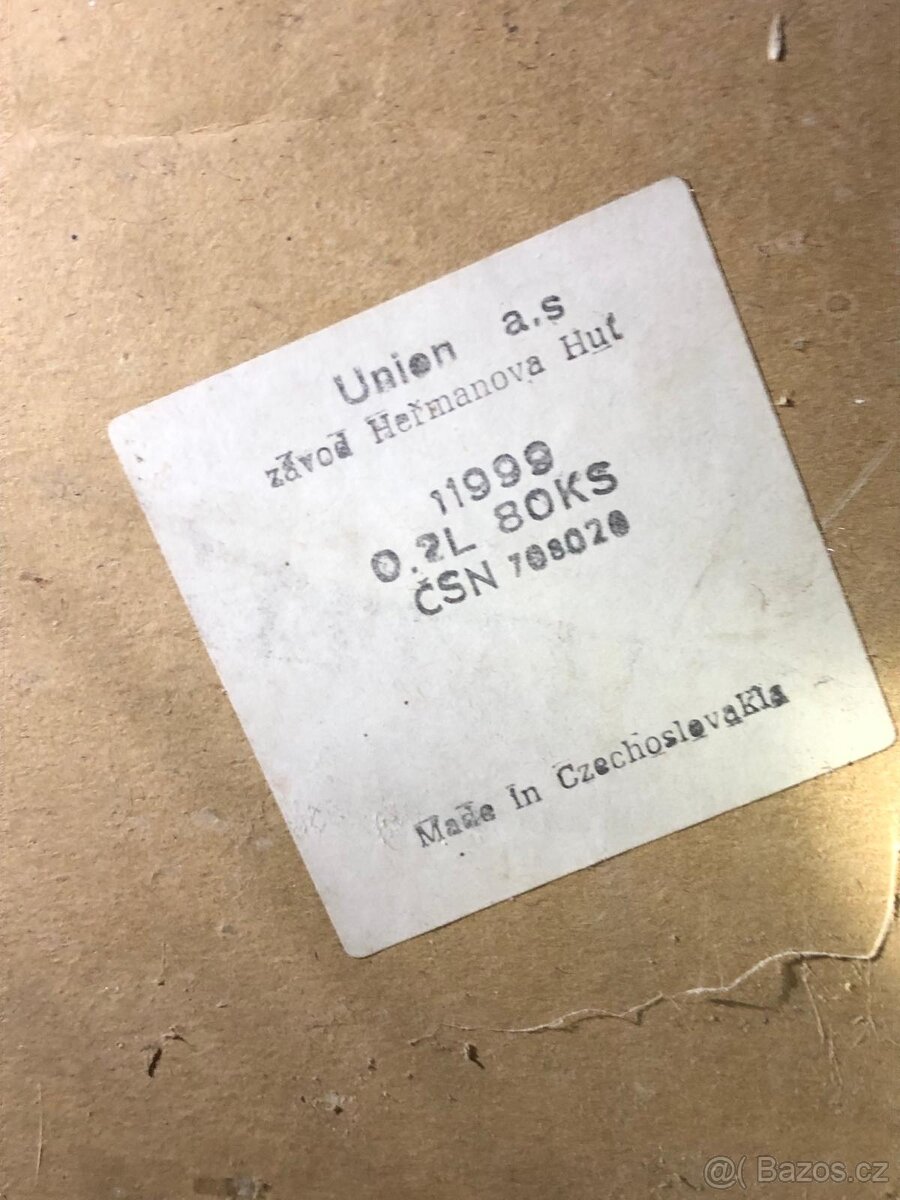 Union a.s
závod Heřmanova Huť
11999
0.2L 80KS
ČSN 708020
Made in Czechoslovakia
@( Bazos.cz